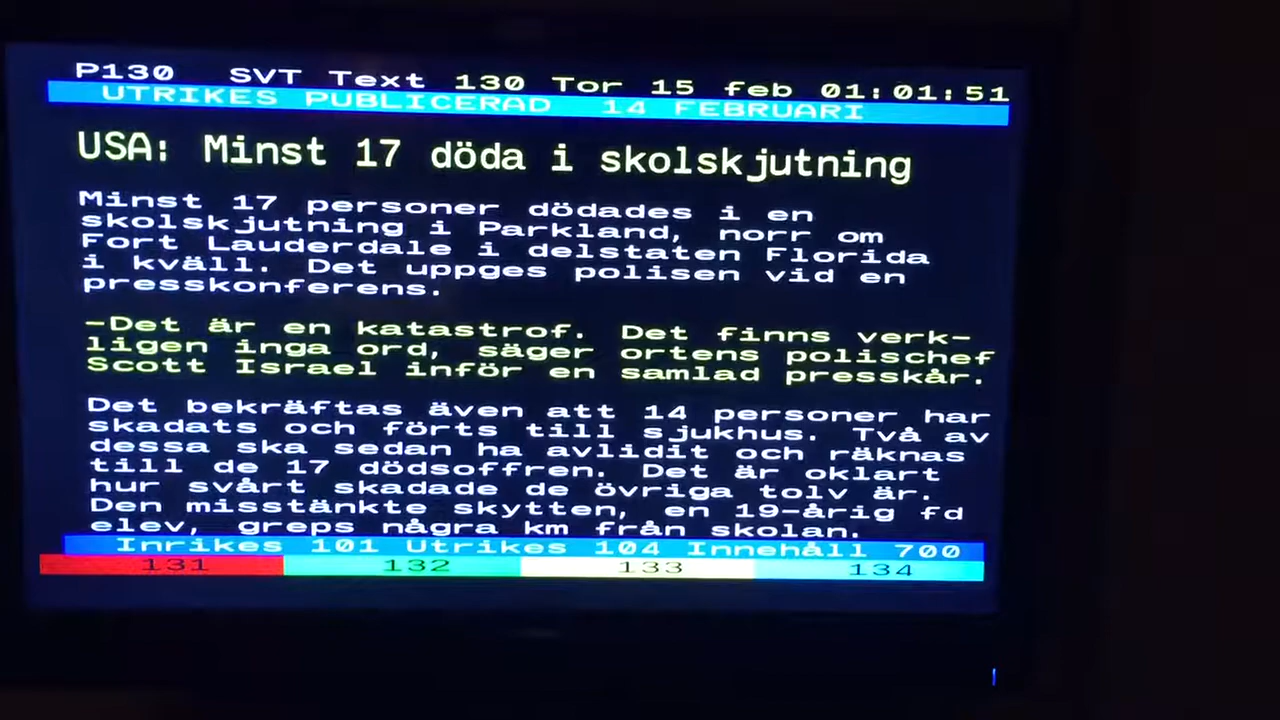 P130 SVT Text 130 Tor 15 feb 01:01:51
UTRIKES PUBLICERAD 14 FEBRUARI
USA: Minst 17 döda i skolskjutning
Minst 17 personer dödades i en
skolskjutning i Parkland, norr om
Fort Lauderdale i delstaten Florida
i kväll. Det uppges polisen vid en
presskonferens.
-Det är en katastrof. Det finns verk-
ligen inga ord, säger ortens polischef
Scott Israel inför en samlad presskår.
Det bekräftas även att 14 personer har
skadats och förts till sjukhus. Två av
dessa ska sedan ha avlidit och räknas
till de 17 dödsoffren. Det är oklart
hur svårt skadade de övriga tolv är.
Den misstänkte skytten, en 19-årig fd
elev, greps några km från skolan.
Inrikes 101 Utrikes 104 Innehåll 700
131 132 133 134